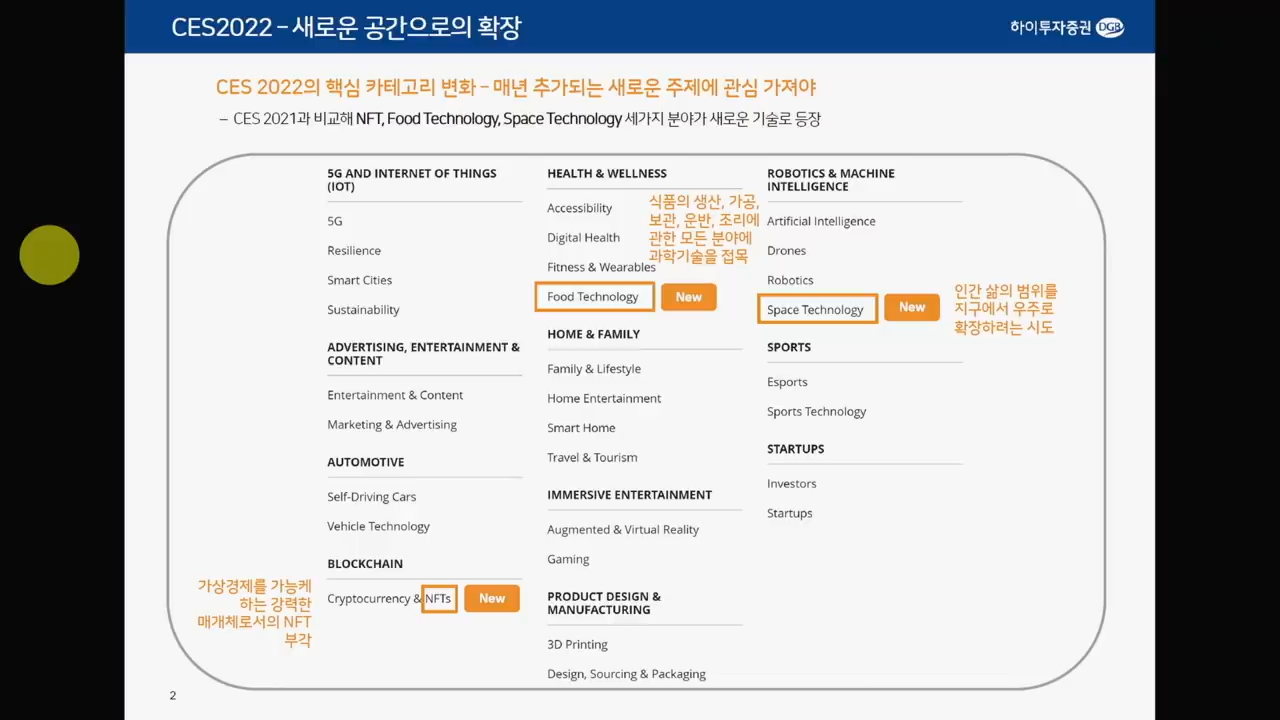 CES2022 – 새로운 공간으로의 확장
하이투자증권 DGB
CES 2022의 핵심 카테고리 변화 – 매년 추가되는 새로운 주제에 관심 가져야
– CES 2021과 비교해 NFT, Food Technology, Space Technology 세가지 분야가 새로운 기술로 등장
5G AND INTERNET OF THINGS
(IOT)
5G
Resilience
Smart Cities
Sustainability
ADVERTISING, ENTERTAINMENT &
CONTENT
Entertainment & Content
Marketing & Advertising
AUTOMOTIVE
Self-Driving Cars
Vehicle Technology
BLOCKCHAIN
Cryptocurrency & NFTs New
가상경제를 가능케
하는 강력한
매개체로서의 NFT
부각
HEALTH & WELLNESS
Accessibility
Digital Health
Fitness & Wearables
Food Technology New
식품의 생산, 가공,
보관, 운반, 조리에
관한 모든 분야에
과학기술을 접목
HOME & FAMILY
Family & Lifestyle
Home Entertainment
Smart Home
Travel & Tourism
IMMERSIVE ENTERTAINMENT
Augmented & Virtual Reality
Gaming
PRODUCT DESIGN &
MANUFACTURING
3D Printing
Design, Sourcing & Packaging
ROBOTICS & MACHINE
INTELLIGENCE
Artificial Intelligence
Drones
Robotics
Space Technology New
인간 삶의 범위를
지구에서 우주로
확장하려는 시도
SPORTS
Esports
Sports Technology
STARTUPS
Investors
Startups
2